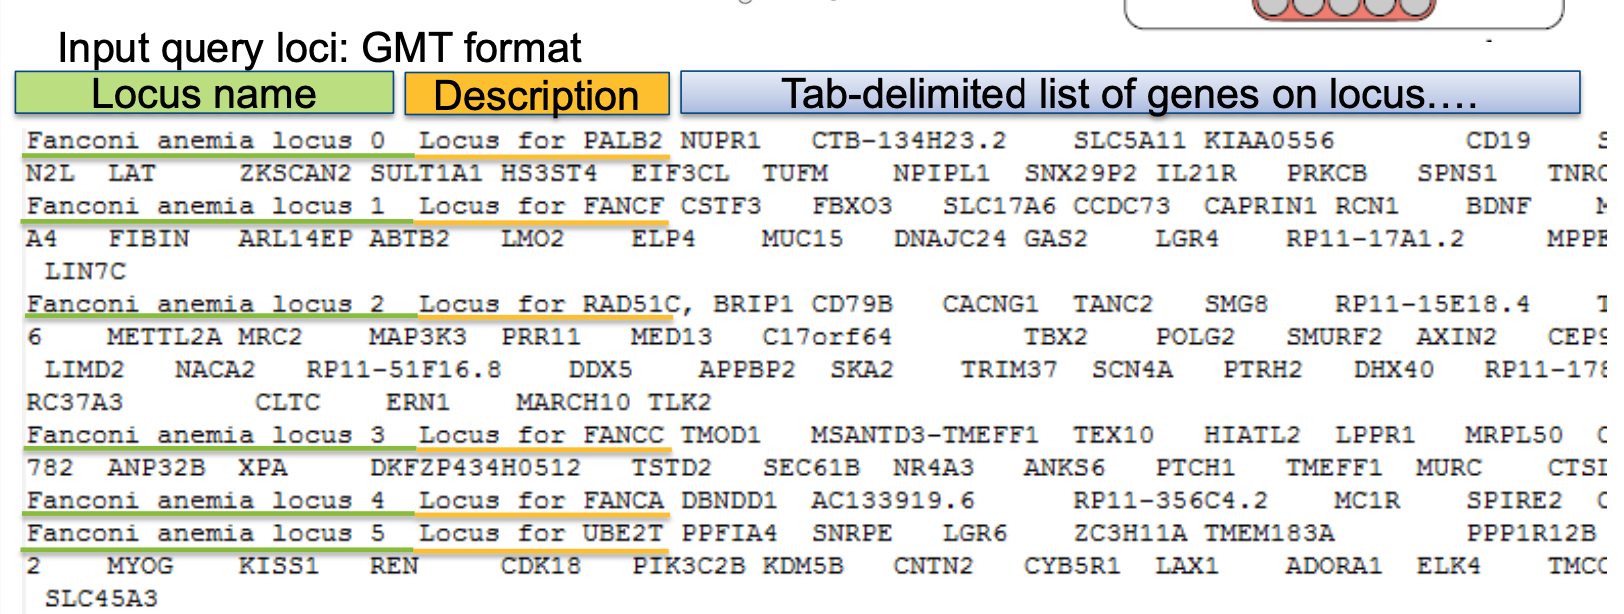 Input query loci: GMT format
Locus name Description Tab-delimited list of genes on locus….
Fanconi anemia locus 0 Locus for PALB2 NUPR1 CTB-134H23.2 SLC5A11 KIAA0556 CD19
N2L LAT ZKSCAN2 SULT1A1 HS3ST4 EIF3CL TUFM NPIPL1 SNX29P2 IL21R PRKCB SPNS1
Fanconi anemia locus 1 Locus for FANCF CSTF3 FBXO3 SLC17A6 CCDC73 CAPRIN1 RCN1 BDNF
A4 FIBIN ARL14EP ABTB2 LMO2 ELP4 MUC15 DNAJC24 GAS2 LGR4 RP11-17A1.2
LIN7C
Fanconi anemia locus 2 Locus for RAD51C, BRIP1 CD79B CACNG1 TANC2 SMG8 RP11-15E18.4
6 METTL2A MRC2 MAP3K3 PRR11 MED13 C17orf64 TBX2 POLG2 SMURF2 AXIN2
LIMD2 NACA2 RP11-51F16.8 DDX5 APPBP2 SKA2 TRIM37 SCN4A PTRH2 DHX40 RP11-178
RC37A3 CLTC ERN1 MARCH10 TLK2
Fanconi anemia locus 3 Locus for FANCC TMOD1 MSANTD3-TMEFF1 TEX10 HIATL2 LPPR1 MRPL50
782 ANP32B XPA DKFZP434H0512 TSTD2 SEC61B NR4A3 ANKS6 PTCH1 TMEFF1 MURC
Fanconi anemia locus 4 Locus for FANCA DBNDD1 AC133919.6 RP11-356C4.2 MC1R SPIRE2
Fanconi anemia locus 5 Locus for UBE2T PPFIA4 SNRPE LGR6 ZC3H11A TMEM183A PPP1R12B
2 MYOG KISS1 REN CDK18 PIK3C2B KDM5B CNTN2 CYB5R1 LAX1 ADORA1 ELK4
SLC45A3